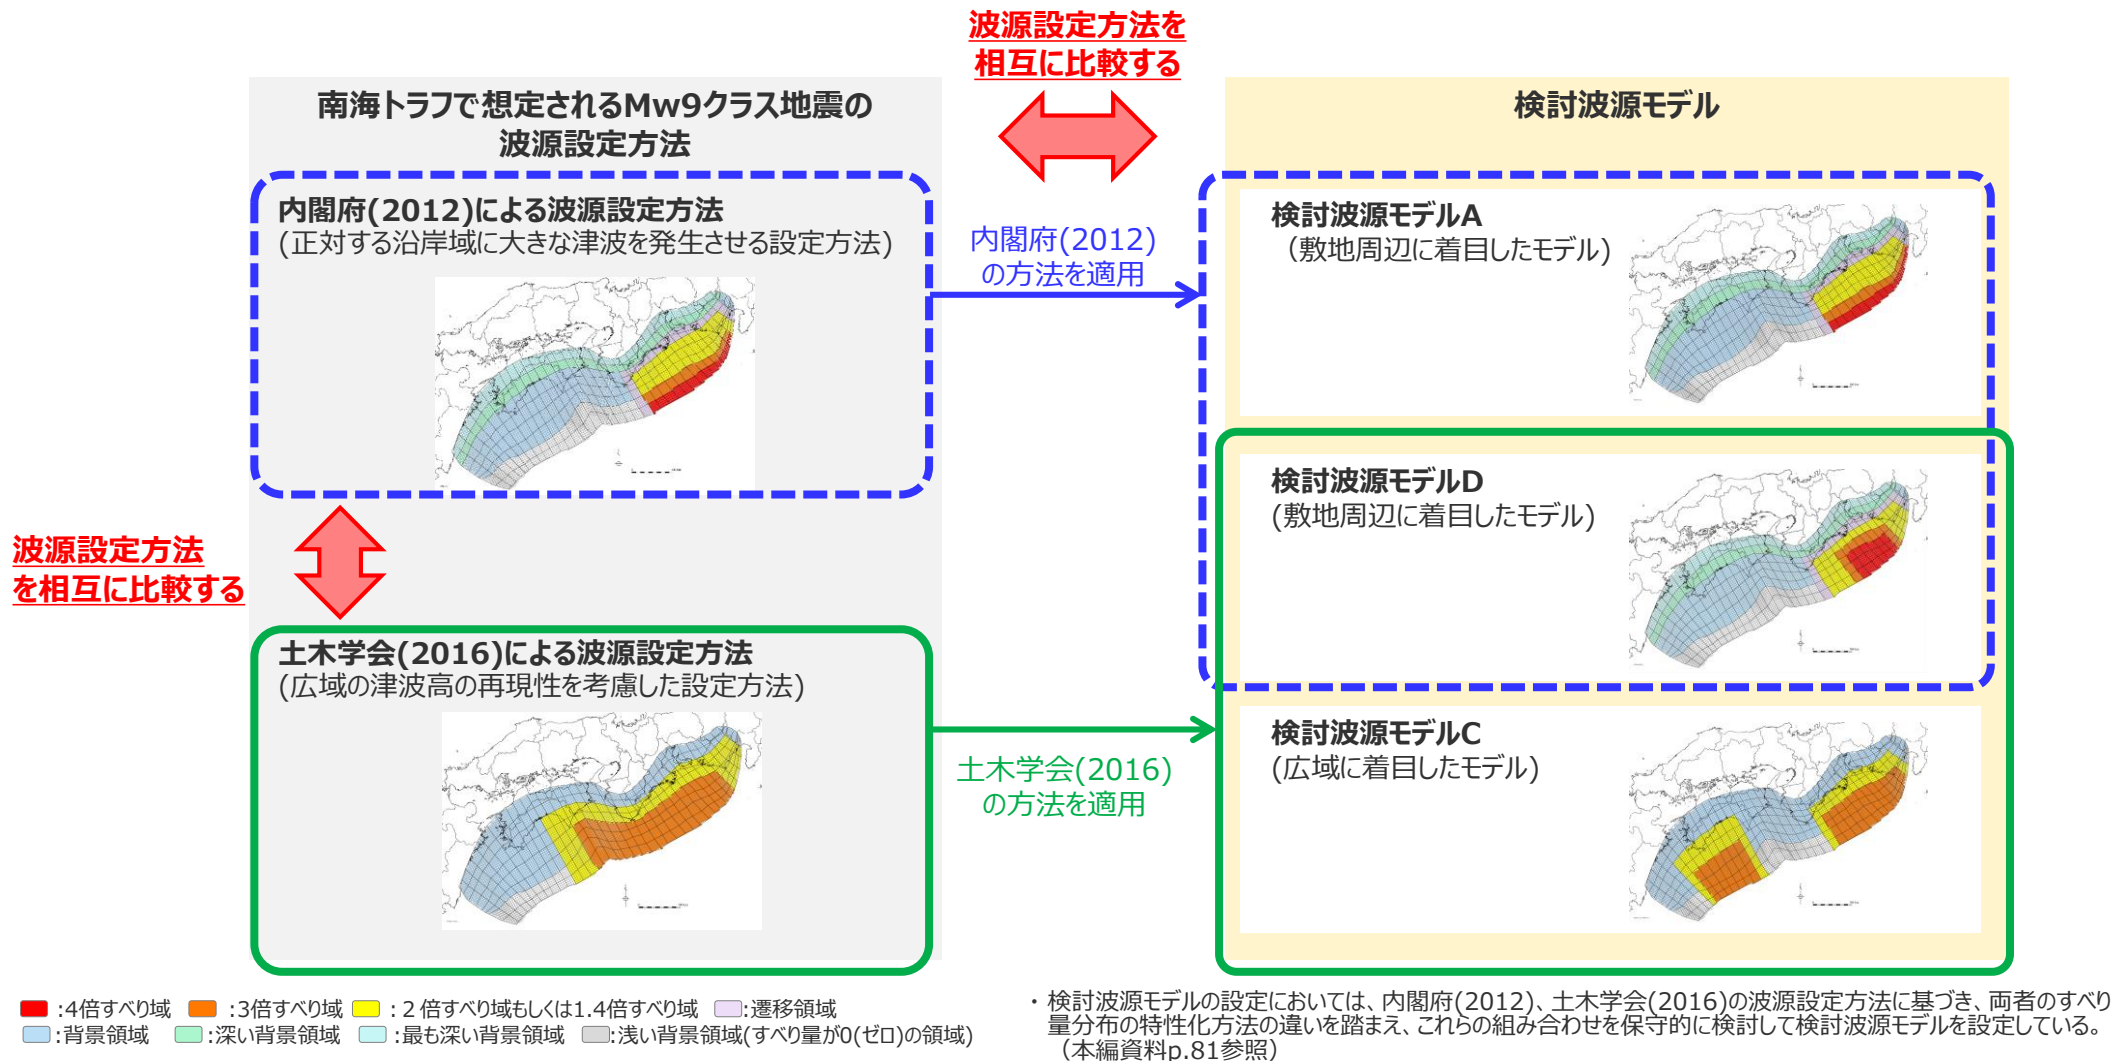 波源設定方法を
相互に比較する
南海トラフで想定されるMw9クラス地震の
波源設定方法
検討波源モデル
内閣府(2012)による波源設定方法
(正対する沿岸域に大きな津波を発生させる設定方法)
内閣府(2012)
の方法を適用
検討波源モデルA
（敷地周辺に着目したモデル)
検討波源モデルD
(敷地周辺に着目したモデル)
波源設定方法
を相互に比較する
土木学会(2016)による波源設定方法
(広域の津波高の再現性を考慮した設定方法)
土木学会(2016)
の方法を適用
検討波源モデルC
(広域に着目したモデル)
:4倍すべり域 :3倍すべり域 :２倍すべり域もしくは1.4倍すべり域 :遷移領域
:背景領域 :深い背景領域 :最も深い背景領域 :浅い背景領域(すべり量が0(ゼロ)の領域)
・検討波源モデルの設定においては、内閣府(2012)、土木学会(2016)の波源設定方法に基づき、両者のすべり
量分布の特性化方法の違いを踏まえ、これらの組み合わせを保守的に検討して検討波源モデルを設定している。
（本編資料p.81参照）